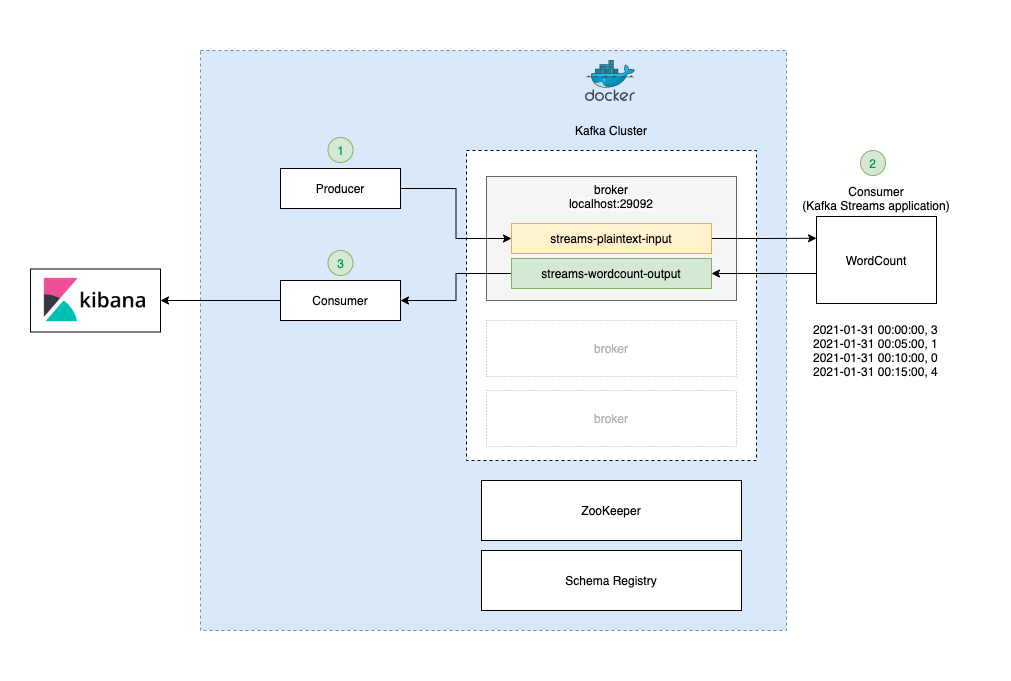 docker
Kafka Cluster
1
Producer
broker
localhost:29092
streams-plaintext-input
streams-wordcount-output
2
Consumer
(Kafka Streams application)
WordCount
3
Consumer
kibana
2021-01-31 00:00:00, 3
2021-01-31 00:05:00, 1
2021-01-31 00:10:00, 0
2021-01-31 00:15:00, 4
broker
broker
ZooKeeper
Schema Registry